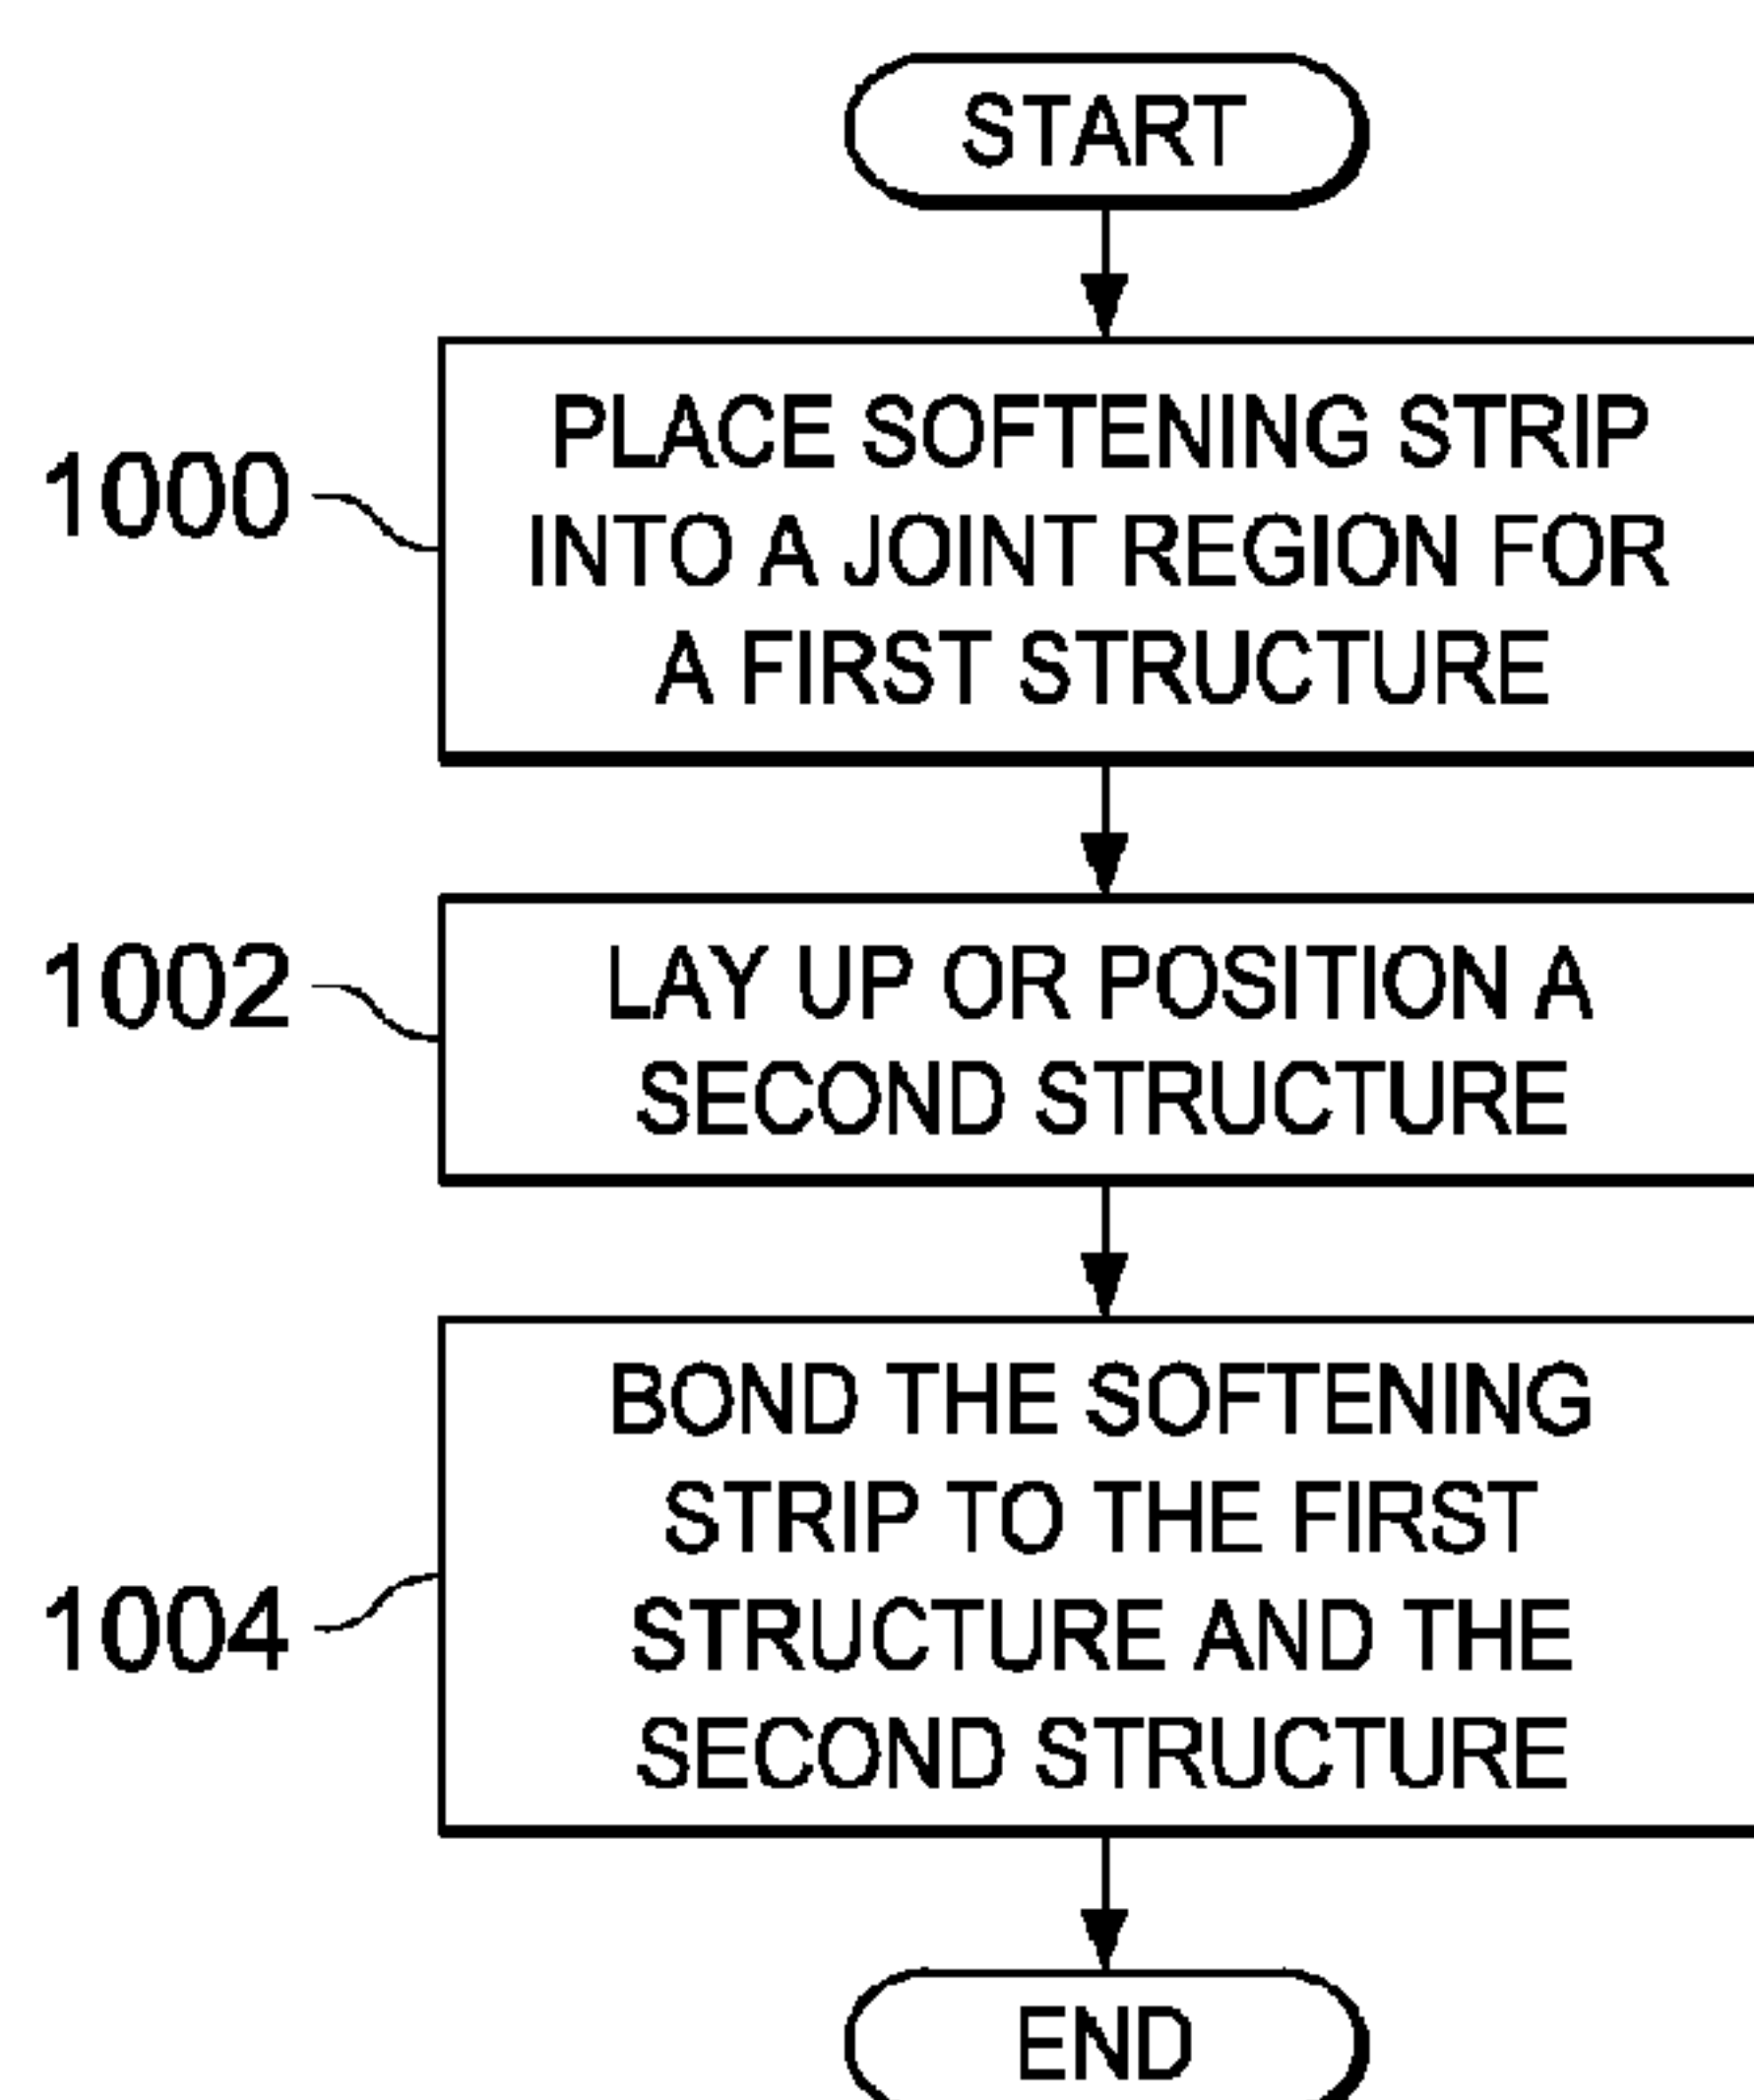 START
1000
PLACE SOFTENING STRIP
INTO A JOINT REGION FOR
A FIRST STRUCTURE
1002
LAY UP OR POSITION A
SECOND STRUCTURE
1004
BOND THE SOFTENING
STRIP TO THE FIRST
STRUCTURE AND THE
SECOND STRUCTURE
END